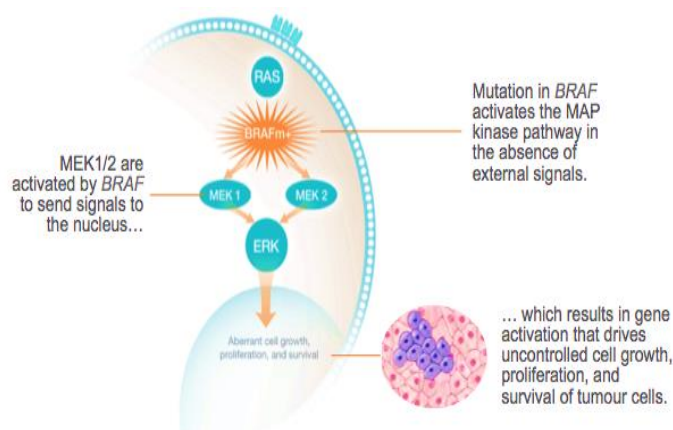 RAS
BRAFm+
Mutation in BRAF
activates the MAP
kinase pathway in
the absence of
external signals.
MEK1/2 are
activated by BRAF
to send signals to
the nucleus...
MEK 1
MEK 2
ERK
Aberrant cell growth,
proliferation, and survival
... which results in gene
activation that drives
uncontrolled cell growth,
proliferation, and
survival of tumour cells.